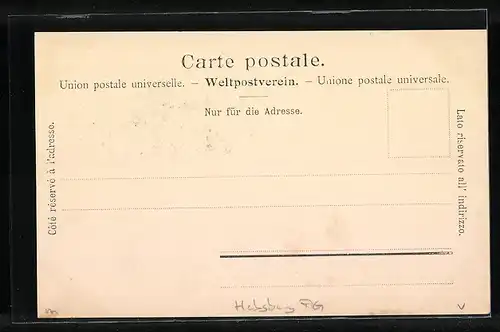 Carte postale.
Union postale universelle. – Weltpostverein. – Unione postale universale.
Nur für die Adresse.
Côté réservé à l'adresse.
Lato riservato all' indirizzo.
Habsburg